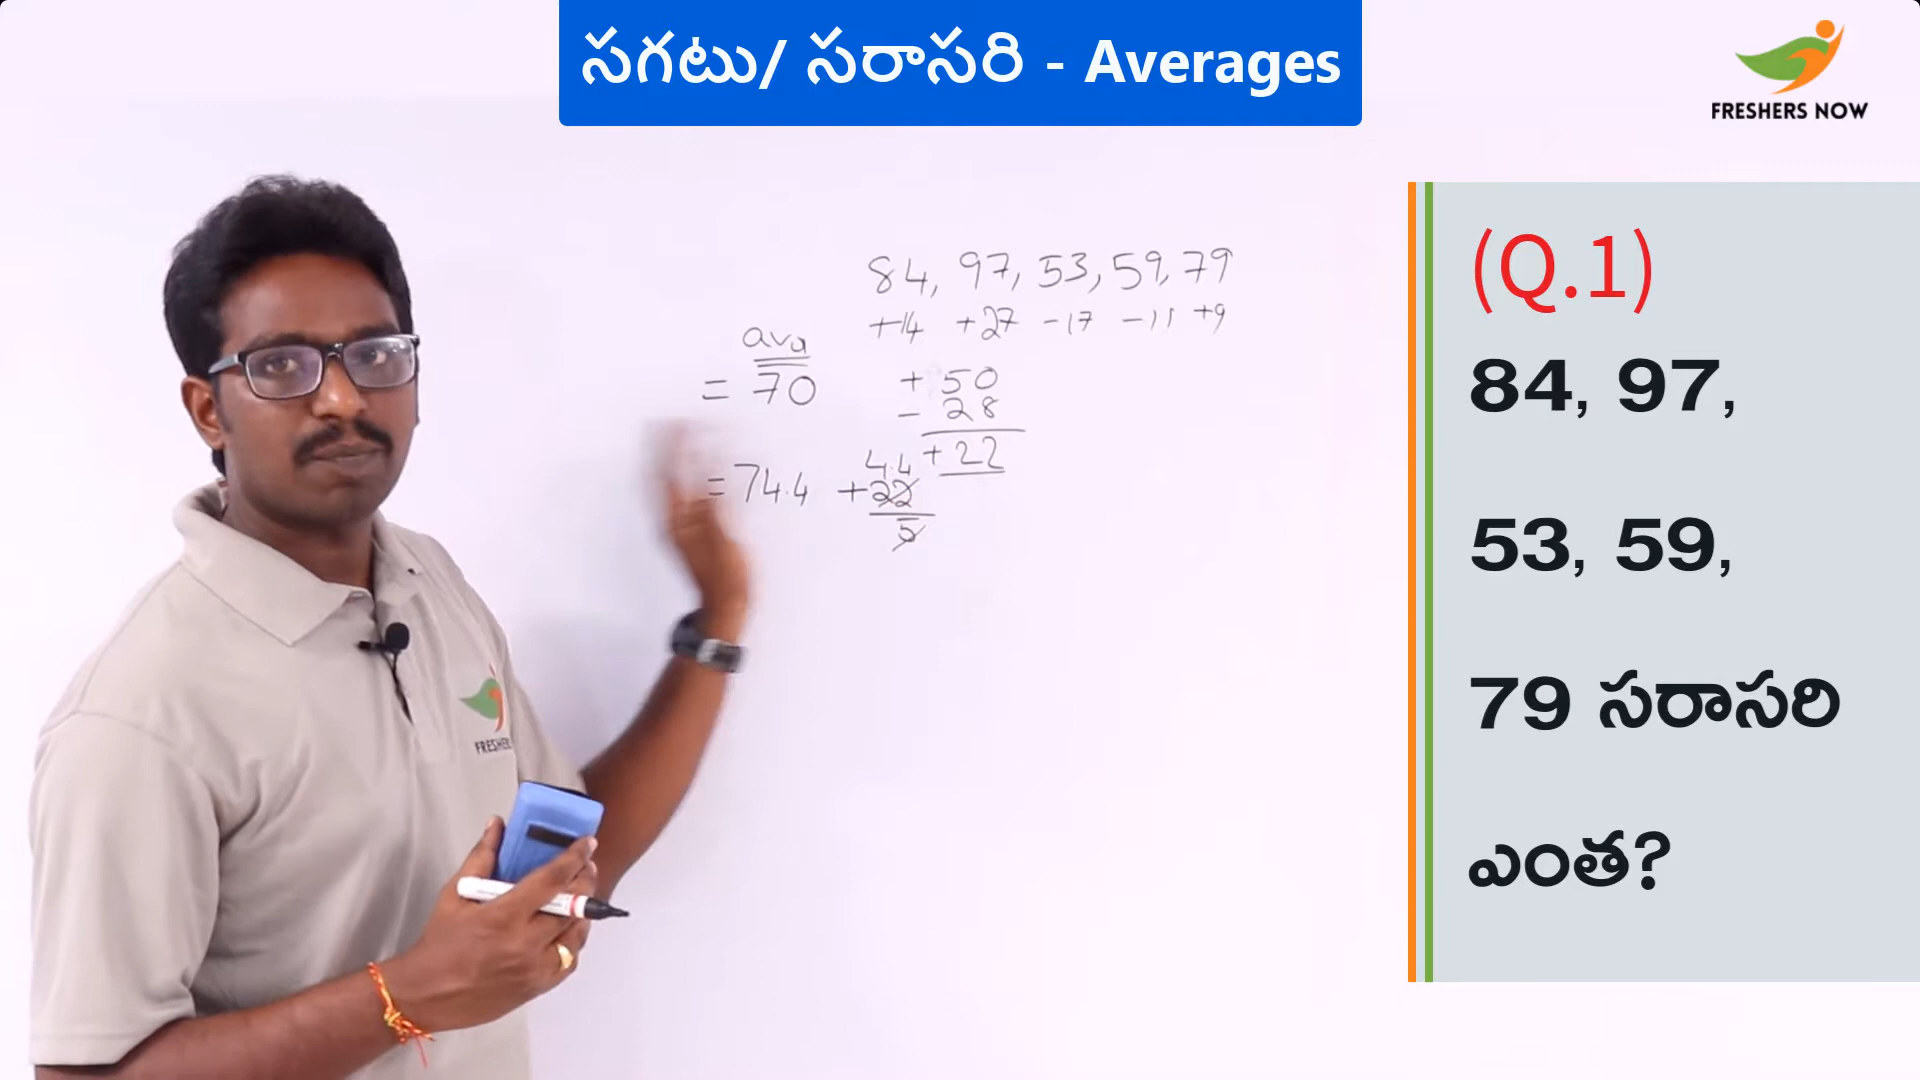 సగటు/ సరాసరి - Averages
FRESHERS NOW
84, 97, 53, 59, 79
+14 +27 -17 -11 +9
avg
= 70
+ 50
- 28
+ 22
= 74.4 + 22
4.4
5
(Q.1)
84, 97,
53, 59,
79 సరాసరి
ఎంత?